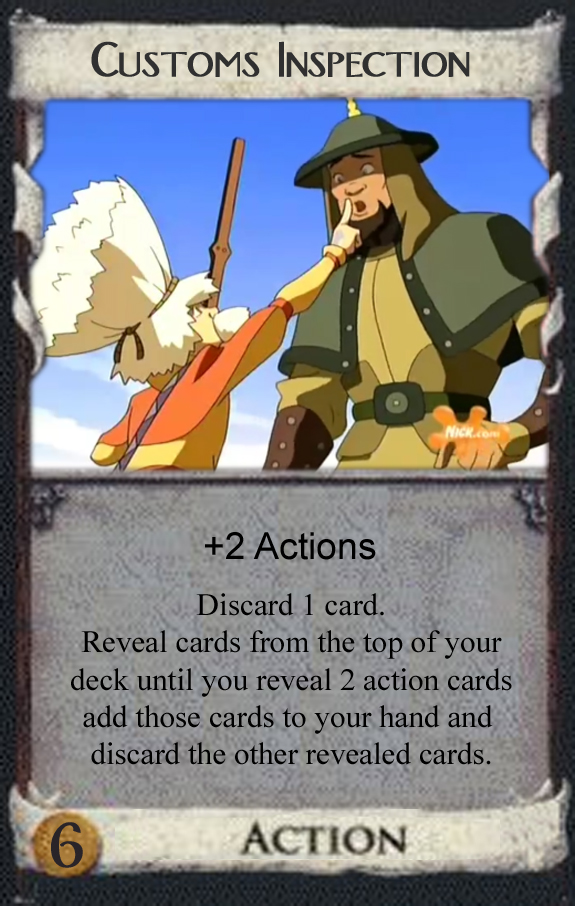 Customs Inspection
Nick.com
+2 Actions
Discard 1 card.
Reveal cards from the top of your
deck until you reveal 2 action cards
add those cards to your hand and
discard the other revealed cards.
6
Action